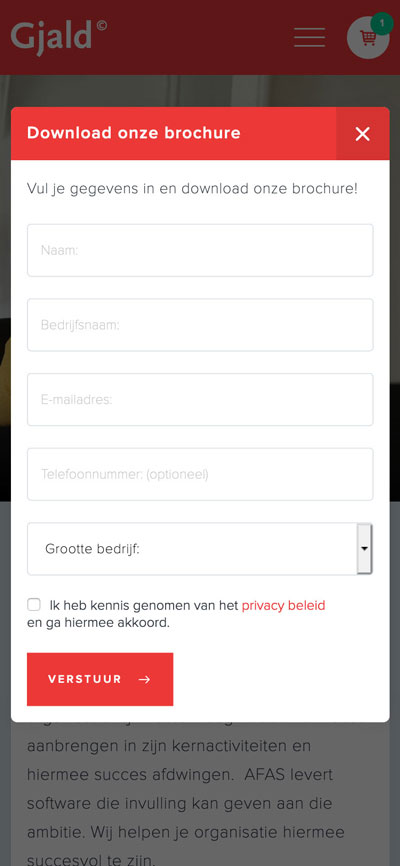 Gjald©
1
Download onze brochure
Vul je gegevens in en download onze brochure!
Naam:
Bedrijfsnaam:
E-mailadres:
Telefoonnummer: (optioneel)
Grootte bedrijf:
Ik heb kennis genomen van het privacy beleid
en ga hiermee akkoord.
VERSTUUR →
aanbrengen in zijn kernactiviteiten en
hiermee succes afdwingen. AFAS levert
software die invulling kan geven aan die
ambitie. Wij helpen je organisatie hiermee
succesvol te zijn.